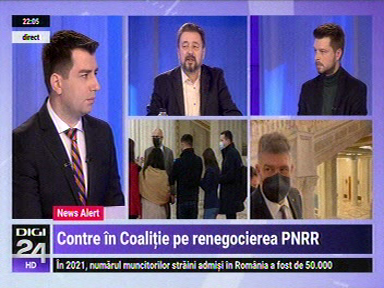 22:05
direct
News Alert
Contre în Coaliție pe renegocierea PNRR
DIGI
24
HD
În 2021, numărul muncitorilor străini admiși în România a fost de 50.000